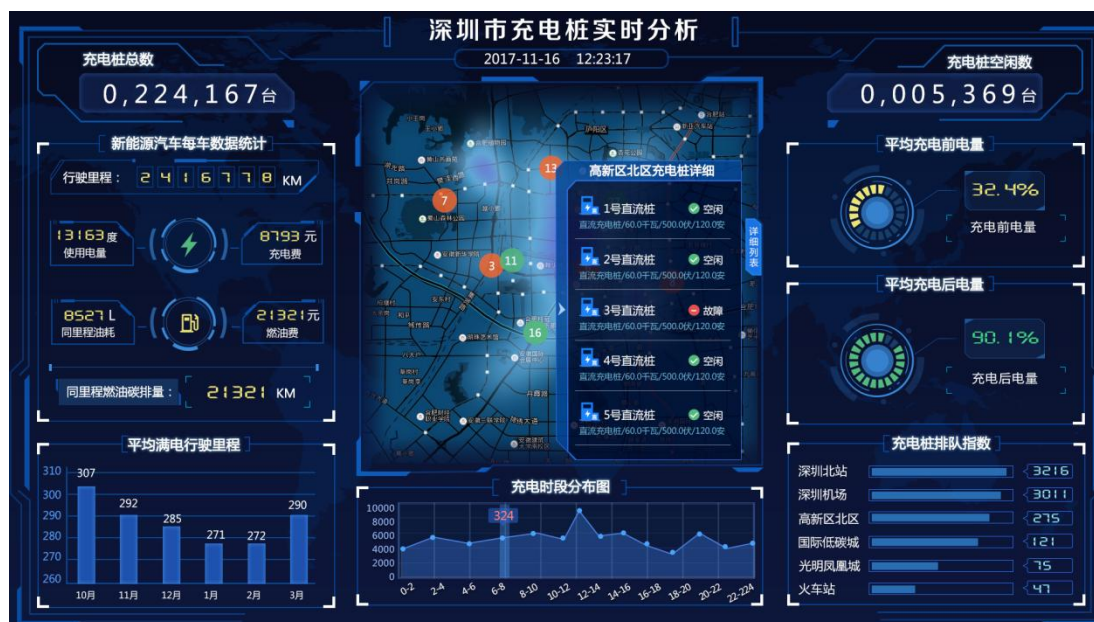 深圳市充电桩实时分析
2017-11-16 12:23:17
充电桩总数
0,224,167台
充电桩空闲数
0,005,369台
新能源汽车每车数据统计
行驶里程： 2416778 KM
13163度
使用电量
8793 元
充电费
8527 L
同里程油耗
21321元
燃油费
同里程燃油碳排量： 21321 KM
平均满电行驶里程
310
300
290
280
270
260
307
292
285
271
272
290
10月
11月
12月
1月
2月
3月
13
7
3
11
16
庐阳区
高新区北区充电桩详细
1号直流桩 空闲
直流充电桩/60.0千瓦/500.0伏/120.0安
2号直流桩 空闲
直流充电桩/60.0千瓦/500.0伏/120.0安
3号直流桩 故障
直流充电桩/60.0千瓦/500.0伏/120.0安
4号直流桩 空闲
直流充电桩/60.0千瓦/500.0伏/120.0安
5号直流桩 空闲
直流充电桩/60.0千瓦/500.0伏/120.0安
详细列表
充电时段分布图
10000
8000
6000
4000
2000
0
324
0-2
2-4
4-6
6-8
8-10
10-12
12-14
14-16
16-18
18-20
20-22
22-224
平均充电前电量
32.4%
充电前电量
平均充电后电量
90.1%
充电后电量
充电桩排队指数
深圳北站 3216
深圳机场 3011
高新区北区 275
国际低碳城 121
光明凤凰城 75
火车站 47